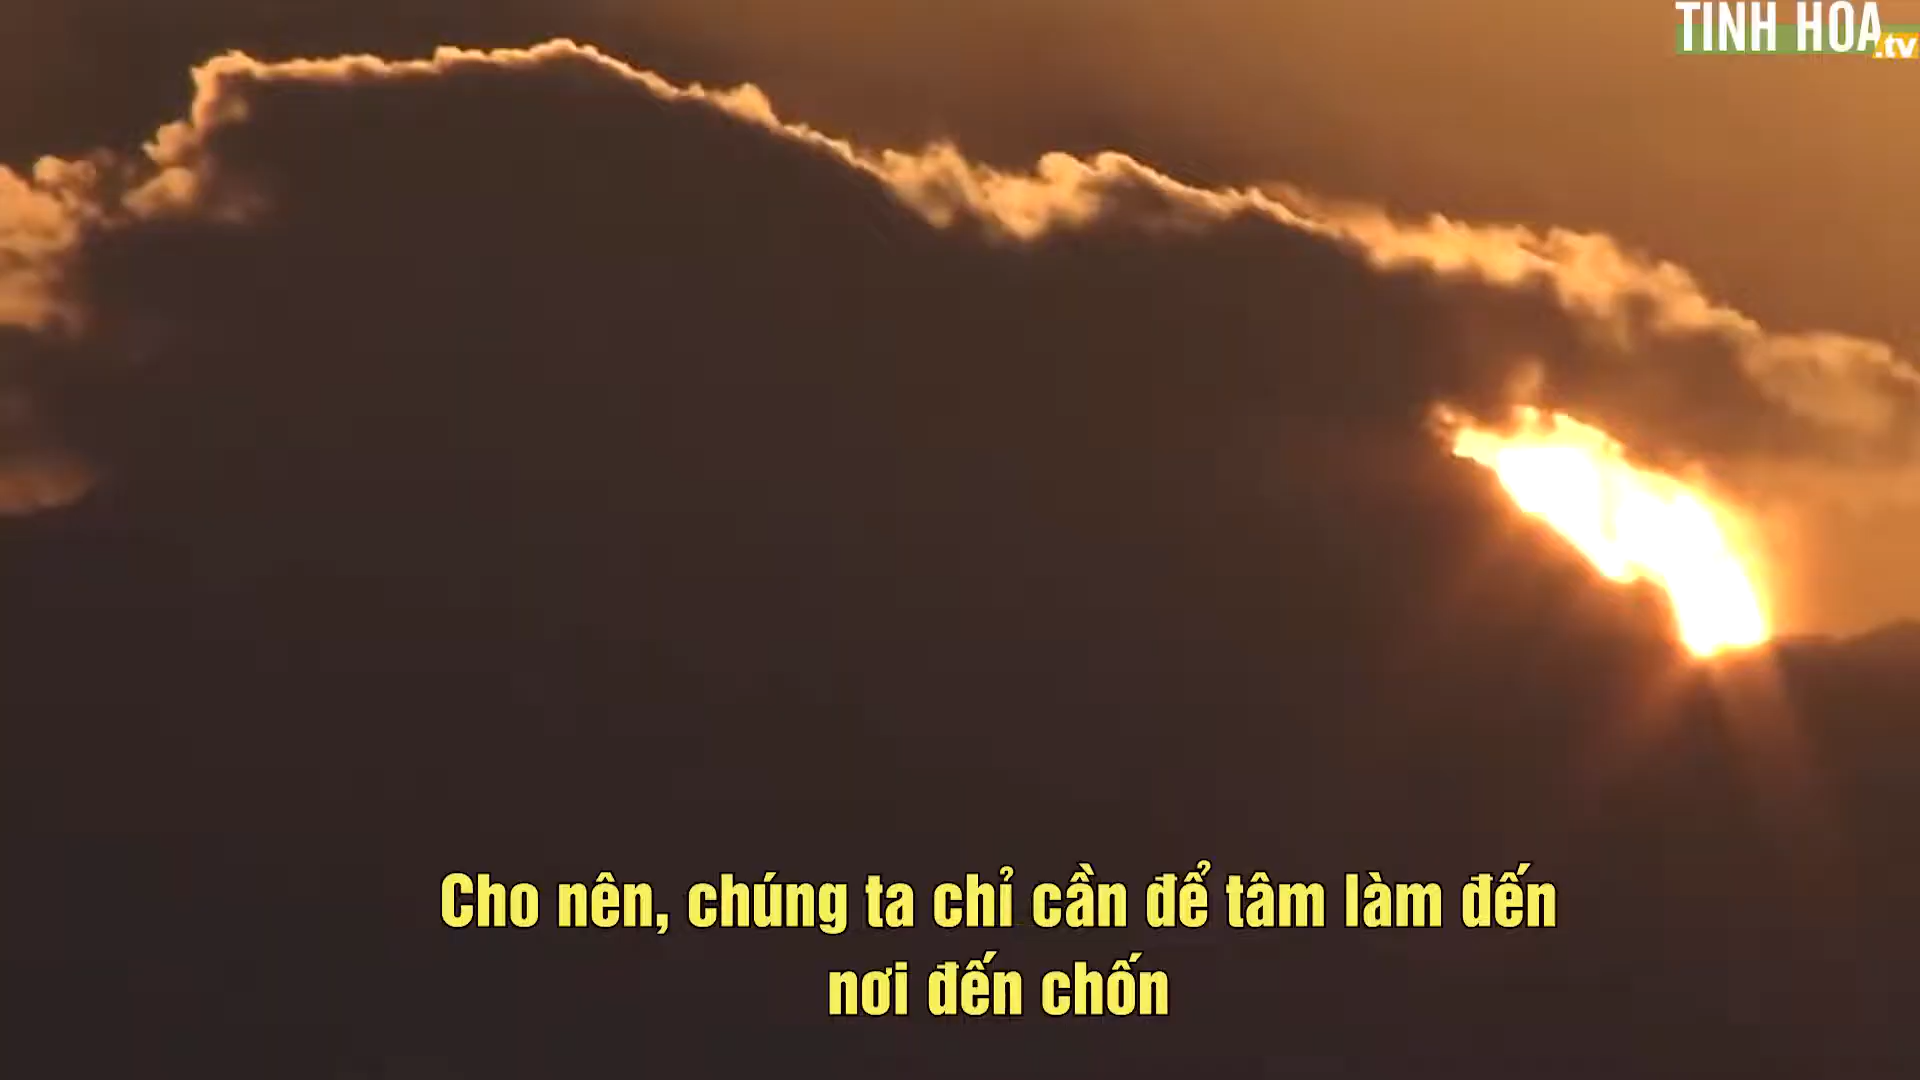 TINH HOA
.tv
Cho nên, chúng ta chỉ cần để tâm làm đến
nơi đến chốn